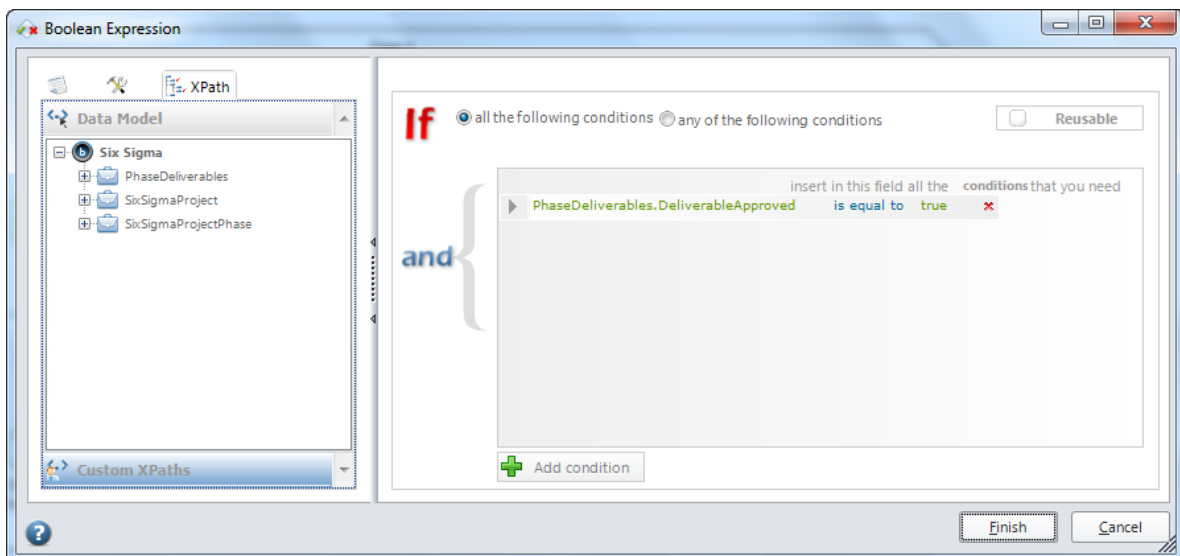 Boolean Expression
XPath
Data Model
Six Sigma
PhaseDeliverables
SixSigmaProject
SixSigmaProjectPhase
Custom XPaths
If all the following conditions any of the following conditions Reusable
insert in this field all the conditions that you need
PhaseDeliverables.DeliverableApproved is equal to true
and
Add condition
Finish Cancel